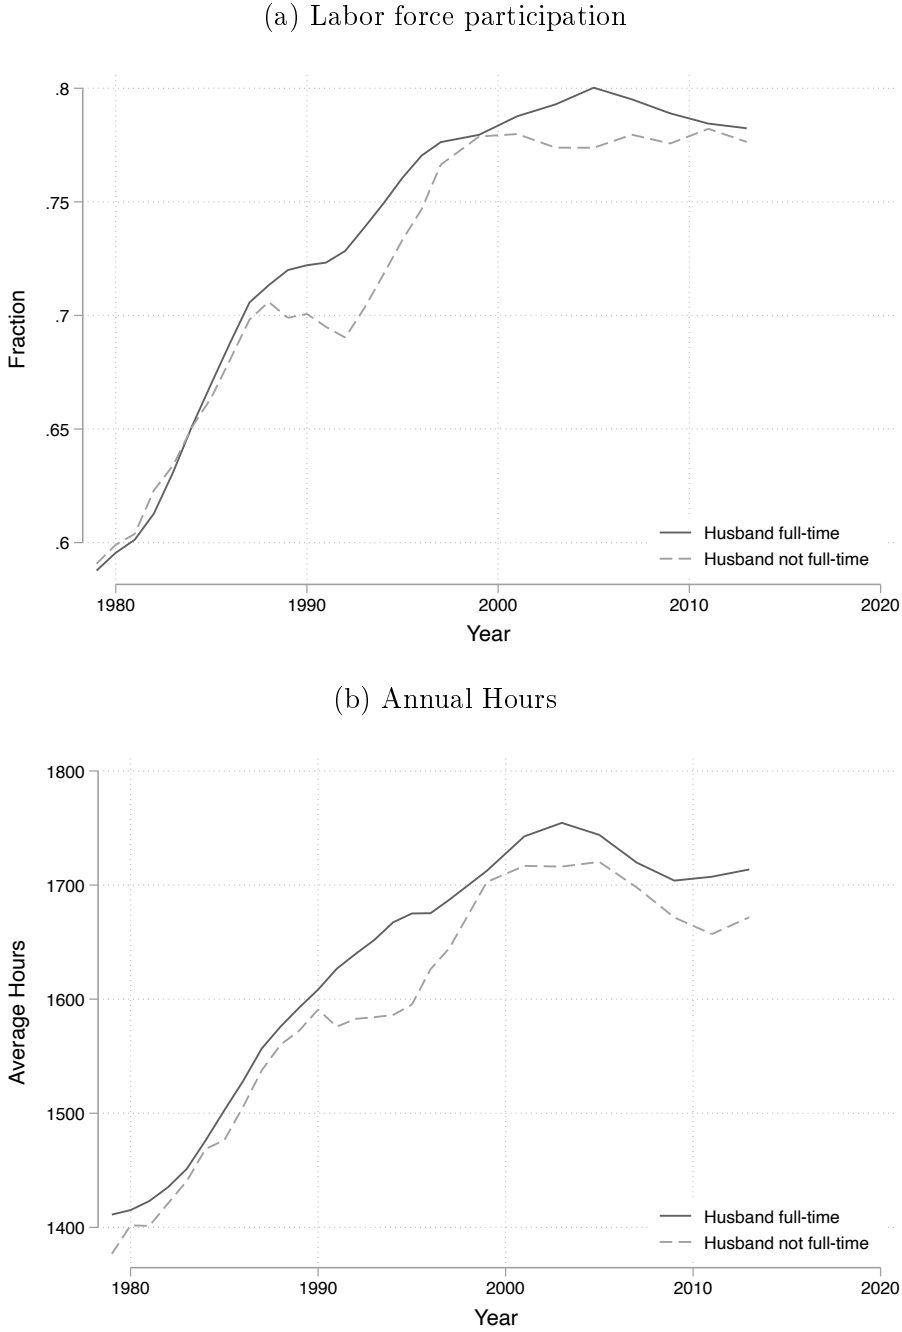 (a) Labor force participation
.8
.75
.7
.65
.6
Fraction
Husband full-time
Husband not full-time
1980 1990 2000 2010 2020
Year
(b) Annual Hours
1800
1700
1600
1500
1400
Average Hours
Husband full-time
Husband not full-time
1980 1990 2000 2010 2020
Year